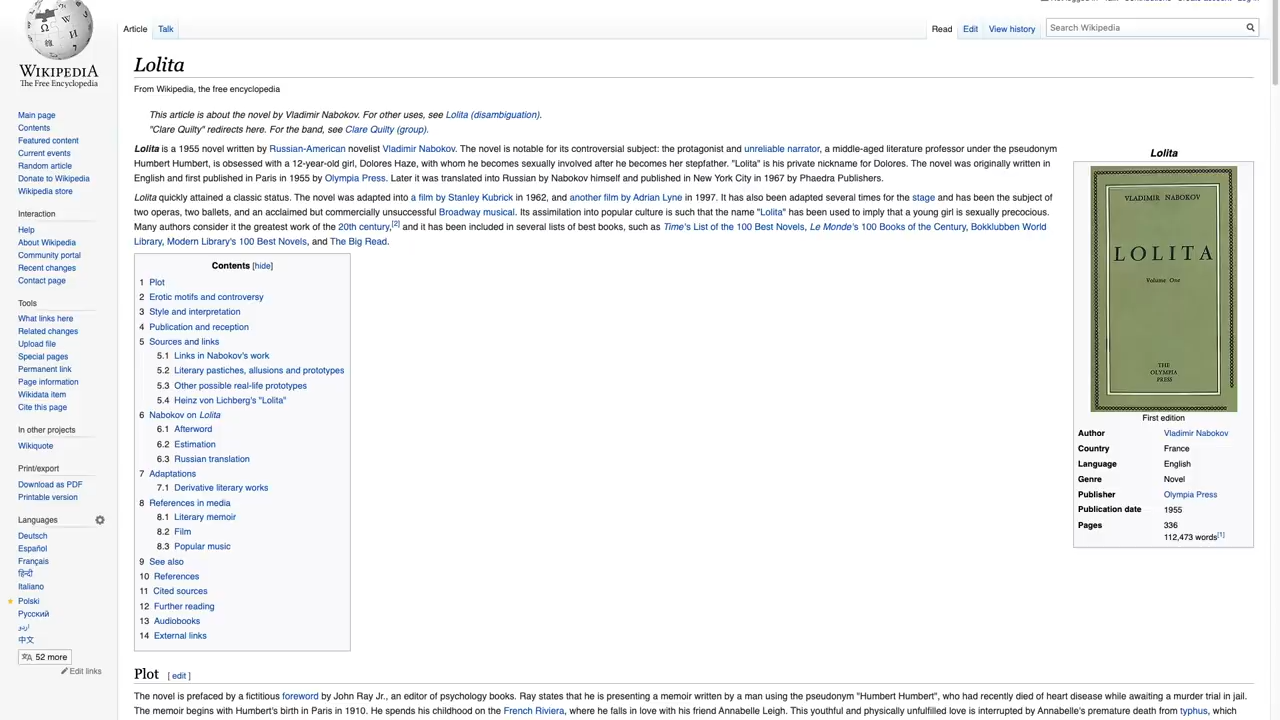 Article Talk
Read Edit View history Search Wikipedia
WIKIPEDIA
The Free Encyclopedia
Main page
Contents
Featured content
Current events
Random article
Donate to Wikipedia
Wikipedia store
Interaction
Help
About Wikipedia
Community portal
Recent changes
Contact page
Tools
What links here
Related changes
Upload file
Special pages
Permanent link
Page information
Wikidata item
Cite this page
In other projects
Wikiquote
Print/export
Download as PDF
Printable version
Languages
Deutsch
Español
Français
हिन्दी
Italiano
Polski
Русский
اردو
中文
52 more
Edit links
Lolita
From Wikipedia, the free encyclopedia
This article is about the novel by Vladimir Nabokov. For other uses, see Lolita (disambiguation).
"Clare Quilty" redirects here. For the band, see Clare Quilty (group).
Lolita is a 1955 novel written by Russian-American novelist Vladimir Nabokov. The novel is notable for its controversial subject: the protagonist and unreliable narrator, a middle-aged literature professor under the pseudonym
Humbert Humbert, is obsessed with a 12-year-old girl, Dolores Haze, with whom he becomes sexually involved after he becomes her stepfather. "Lolita" is his private nickname for Dolores. The novel was originally written in
English and first published in Paris in 1955 by Olympia Press. Later it was translated into Russian by Nabokov himself and published in New York City in 1967 by Phaedra Publishers.
Lolita quickly attained a classic status. The novel was adapted into a film by Stanley Kubrick in 1962, and another film by Adrian Lyne in 1997. It has also been adapted several times for the stage and has been the subject of
two operas, two ballets, and an acclaimed but commercially unsuccessful Broadway musical. Its assimilation into popular culture is such that the name "Lolita" has been used to imply that a young girl is sexually precocious.
Many authors consider it the greatest work of the 20th century,[2] and it has been included in several lists of best books, such as Time's List of the 100 Best Novels, Le Monde's 100 Books of the Century, Bokklubben World
Library, Modern Library's 100 Best Novels, and The Big Read.
Contents [hide]
1 Plot
2 Erotic motifs and controversy
3 Style and interpretation
4 Publication and reception
5 Sources and links
5.1 Links in Nabokov's work
5.2 Literary pastiches, allusions and prototypes
5.3 Other possible real-life prototypes
5.4 Heinz von Lichberg's "Lolita"
6 Nabokov on Lolita
6.1 Afterword
6.2 Estimation
6.3 Russian translation
7 Adaptations
7.1 Derivative literary works
8 References in media
8.1 Literary memoir
8.2 Film
8.3 Popular music
9 See also
10 References
11 Cited sources
12 Further reading
13 Audiobooks
14 External links
Lolita
VLADIMIR NABOKOV
LOLITA
Volume One
THE
OLYMPIA
PRESS
First edition
Author Vladimir Nabokov
Country France
Language English
Genre Novel
Publisher Olympia Press
Publication date 1955
Pages 336
112,473 words[1]
Plot [ edit ]
The novel is prefaced by a fictitious foreword by John Ray Jr., an editor of psychology books. Ray states that he is presenting a memoir written by a man using the pseudonym "Humbert Humbert", who had recently died of heart disease while awaiting a murder trial in jail.
The memoir begins with Humbert's birth in Paris in 1910. He spends his childhood on the French Riviera, where he falls in love with his friend Annabelle Leigh. This youthful and physically unfulfilled love is interrupted by Annabelle's premature death from typhus, which